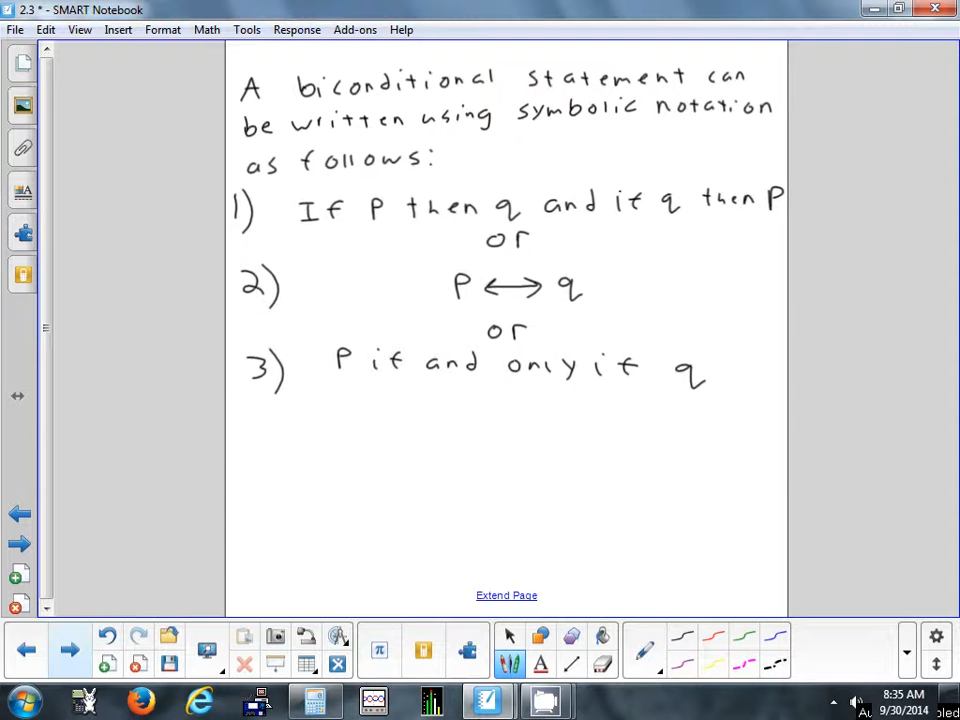 2.3 * - SMART Notebook
File Edit View Insert Format Math Tools Response Add-ons Help
A biconditional statement can
be written using symbolic notation
as follows:
1) If P then q and if q then P
or
2) P ↔ q
or
3) P if and only if q
Extend Page
8:35 AM
9/30/2014